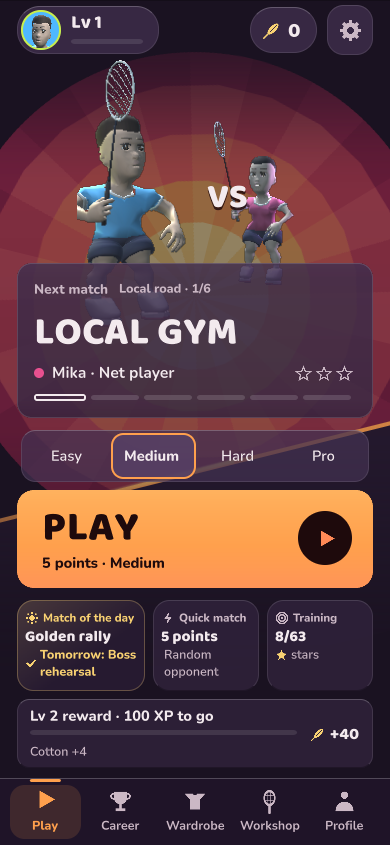 Lv 1
0
VS
Next match Local road · 1/6
LOCAL GYM
Mika · Net player
Easy Medium Hard Pro
PLAY
5 points · Medium
Match of the day
Golden rally
Tomorrow: Boss
rehearsal
Quick match
5 points
Random
opponent
Training
8/63
stars
Lv 2 reward · 100 XP to go
+40
Cotton +4
Play Career Wardrobe Workshop Profile